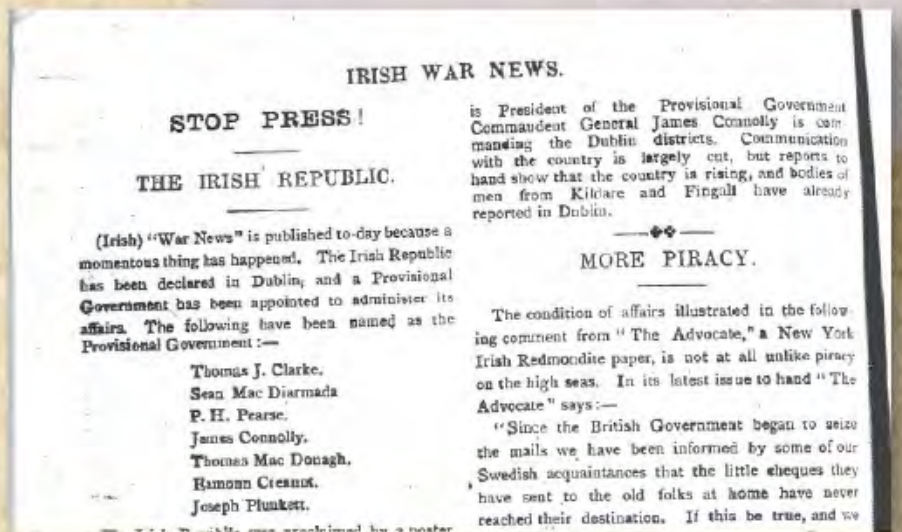 IRISH WAR NEWS.
STOP PRESS!
THE IRISH REPUBLIC.
(Irish) "War News" is published to-day because a
momentous thing has happened. The Irish Republic
has been declared in Dublin, and a Provisional
Government has been appointed to administer its
affairs. The following have been named as the
Provisional Government:—
Thomas J. Clarke.
Sean Mac Diarmada
P. H. Pearse.
James Connolly.
Thomas Mac Donagh.
Eamonn Ceannt.
Joseph Plunkett.
The Irish Republic was proclaimed by a poster
is President of the Provisional Government
Commandent General James Connolly is com-
manding the Dublin districts. Communication
with the country is largely cut, but reports to
hand show that the country is rising, and bodies of
men from Kildare and Fingall have already
reported in Dublin.
MORE PIRACY.
The condition of affairs illustrated in the follow-
ing comment from "The Advocate," a New York
Irish Redmondite paper, is not at all unlike piracy
on the high seas. In its latest issue to hand "The
Advocate" says:—
"Since the British Government began to seize
the mails we have been informed by some of our
Swedish acquaintances that the little cheques they
have sent to the old folks at home have never
reached their destination. If this be true, and we